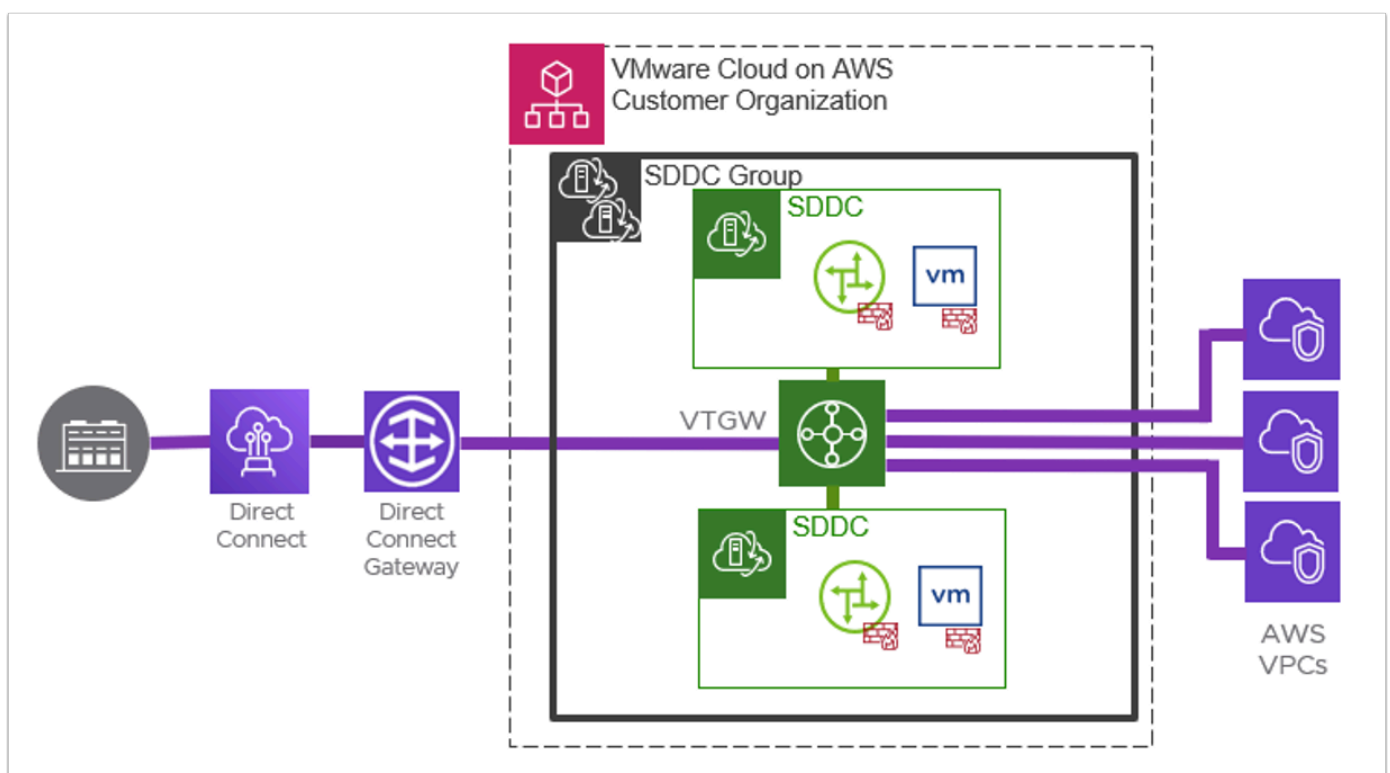 VMware Cloud on AWS
Customer Organization
SDDC Group
SDDC
vm
VTGW
Direct
Connect
Direct
Connect
Gateway
SDDC
vm
AWS
VPCs